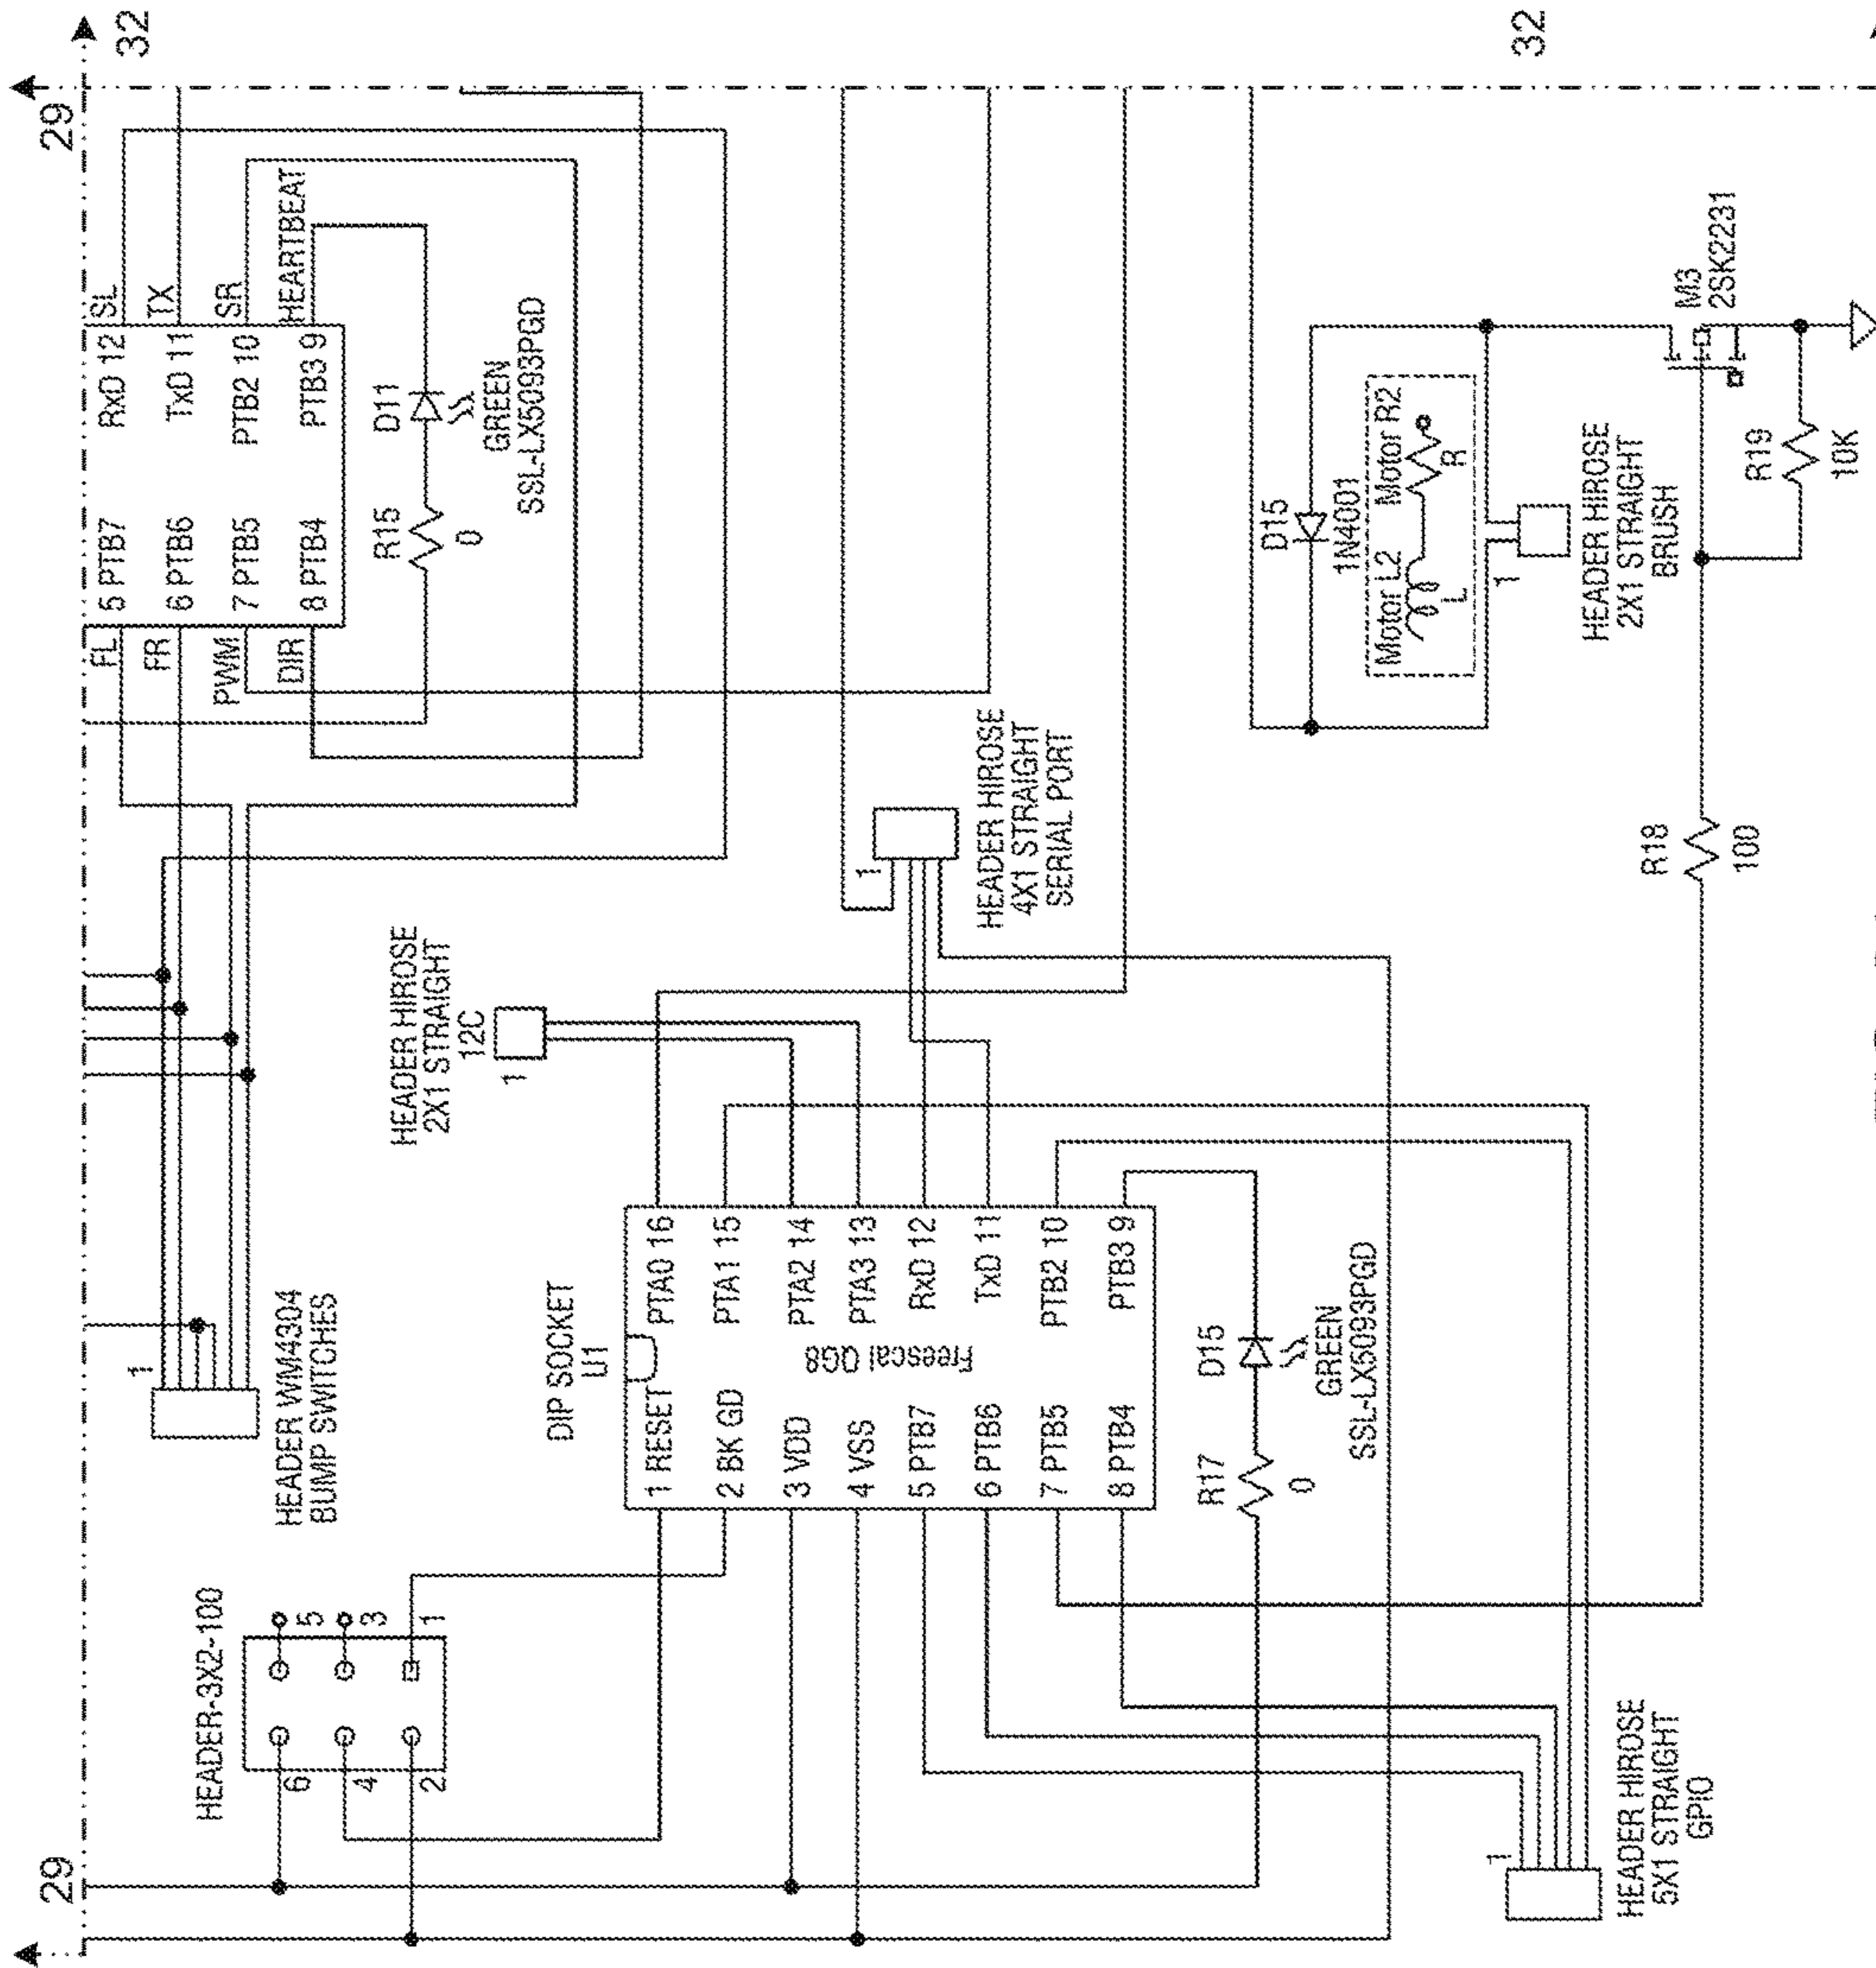 29
29
32
HEADER-3X2-100
6
5
4
3
2
1
1
HEADER WM4304
BUMP SWITCHES
FL
5 PTB7
RxD 12
SL
FR
6 PTB6
TxD 11
TX
PWM
7 PTB5
PTB2 10
SR
DIR
8 PTB4
PTB3 9
HEARTBEAT
R15
0
D11
GREEN
SSL-LX5093PGD
HEADER HIROSE
2X1 STRAIGHT
12C
1
DIP SOCKET
U1
1 RESET
PTA0 16
2 BK GD
PTA1 15
3 VDD
PTA2 14
4 VSS
PTA3 13
5 PTB7
RxD 12
6 PTB6
TxD 11
7 PTB5
PTB2 10
8 PTB4
PTB3 9
Freescal QG8
1
HEADER HIROSE
4X1 STRAIGHT
SERIAL PORT
R17
0
D15
GREEN
SSL-LX5093PGD
D15
1N4001
Motor L2
Motor R2
L
R
1
HEADER HIROSE
2X1 STRAIGHT
BRUSH
32
1
HEADER HIROSE
5X1 STRAIGHT
GPIO
R18
100
M3
2SK2231
R19
10K